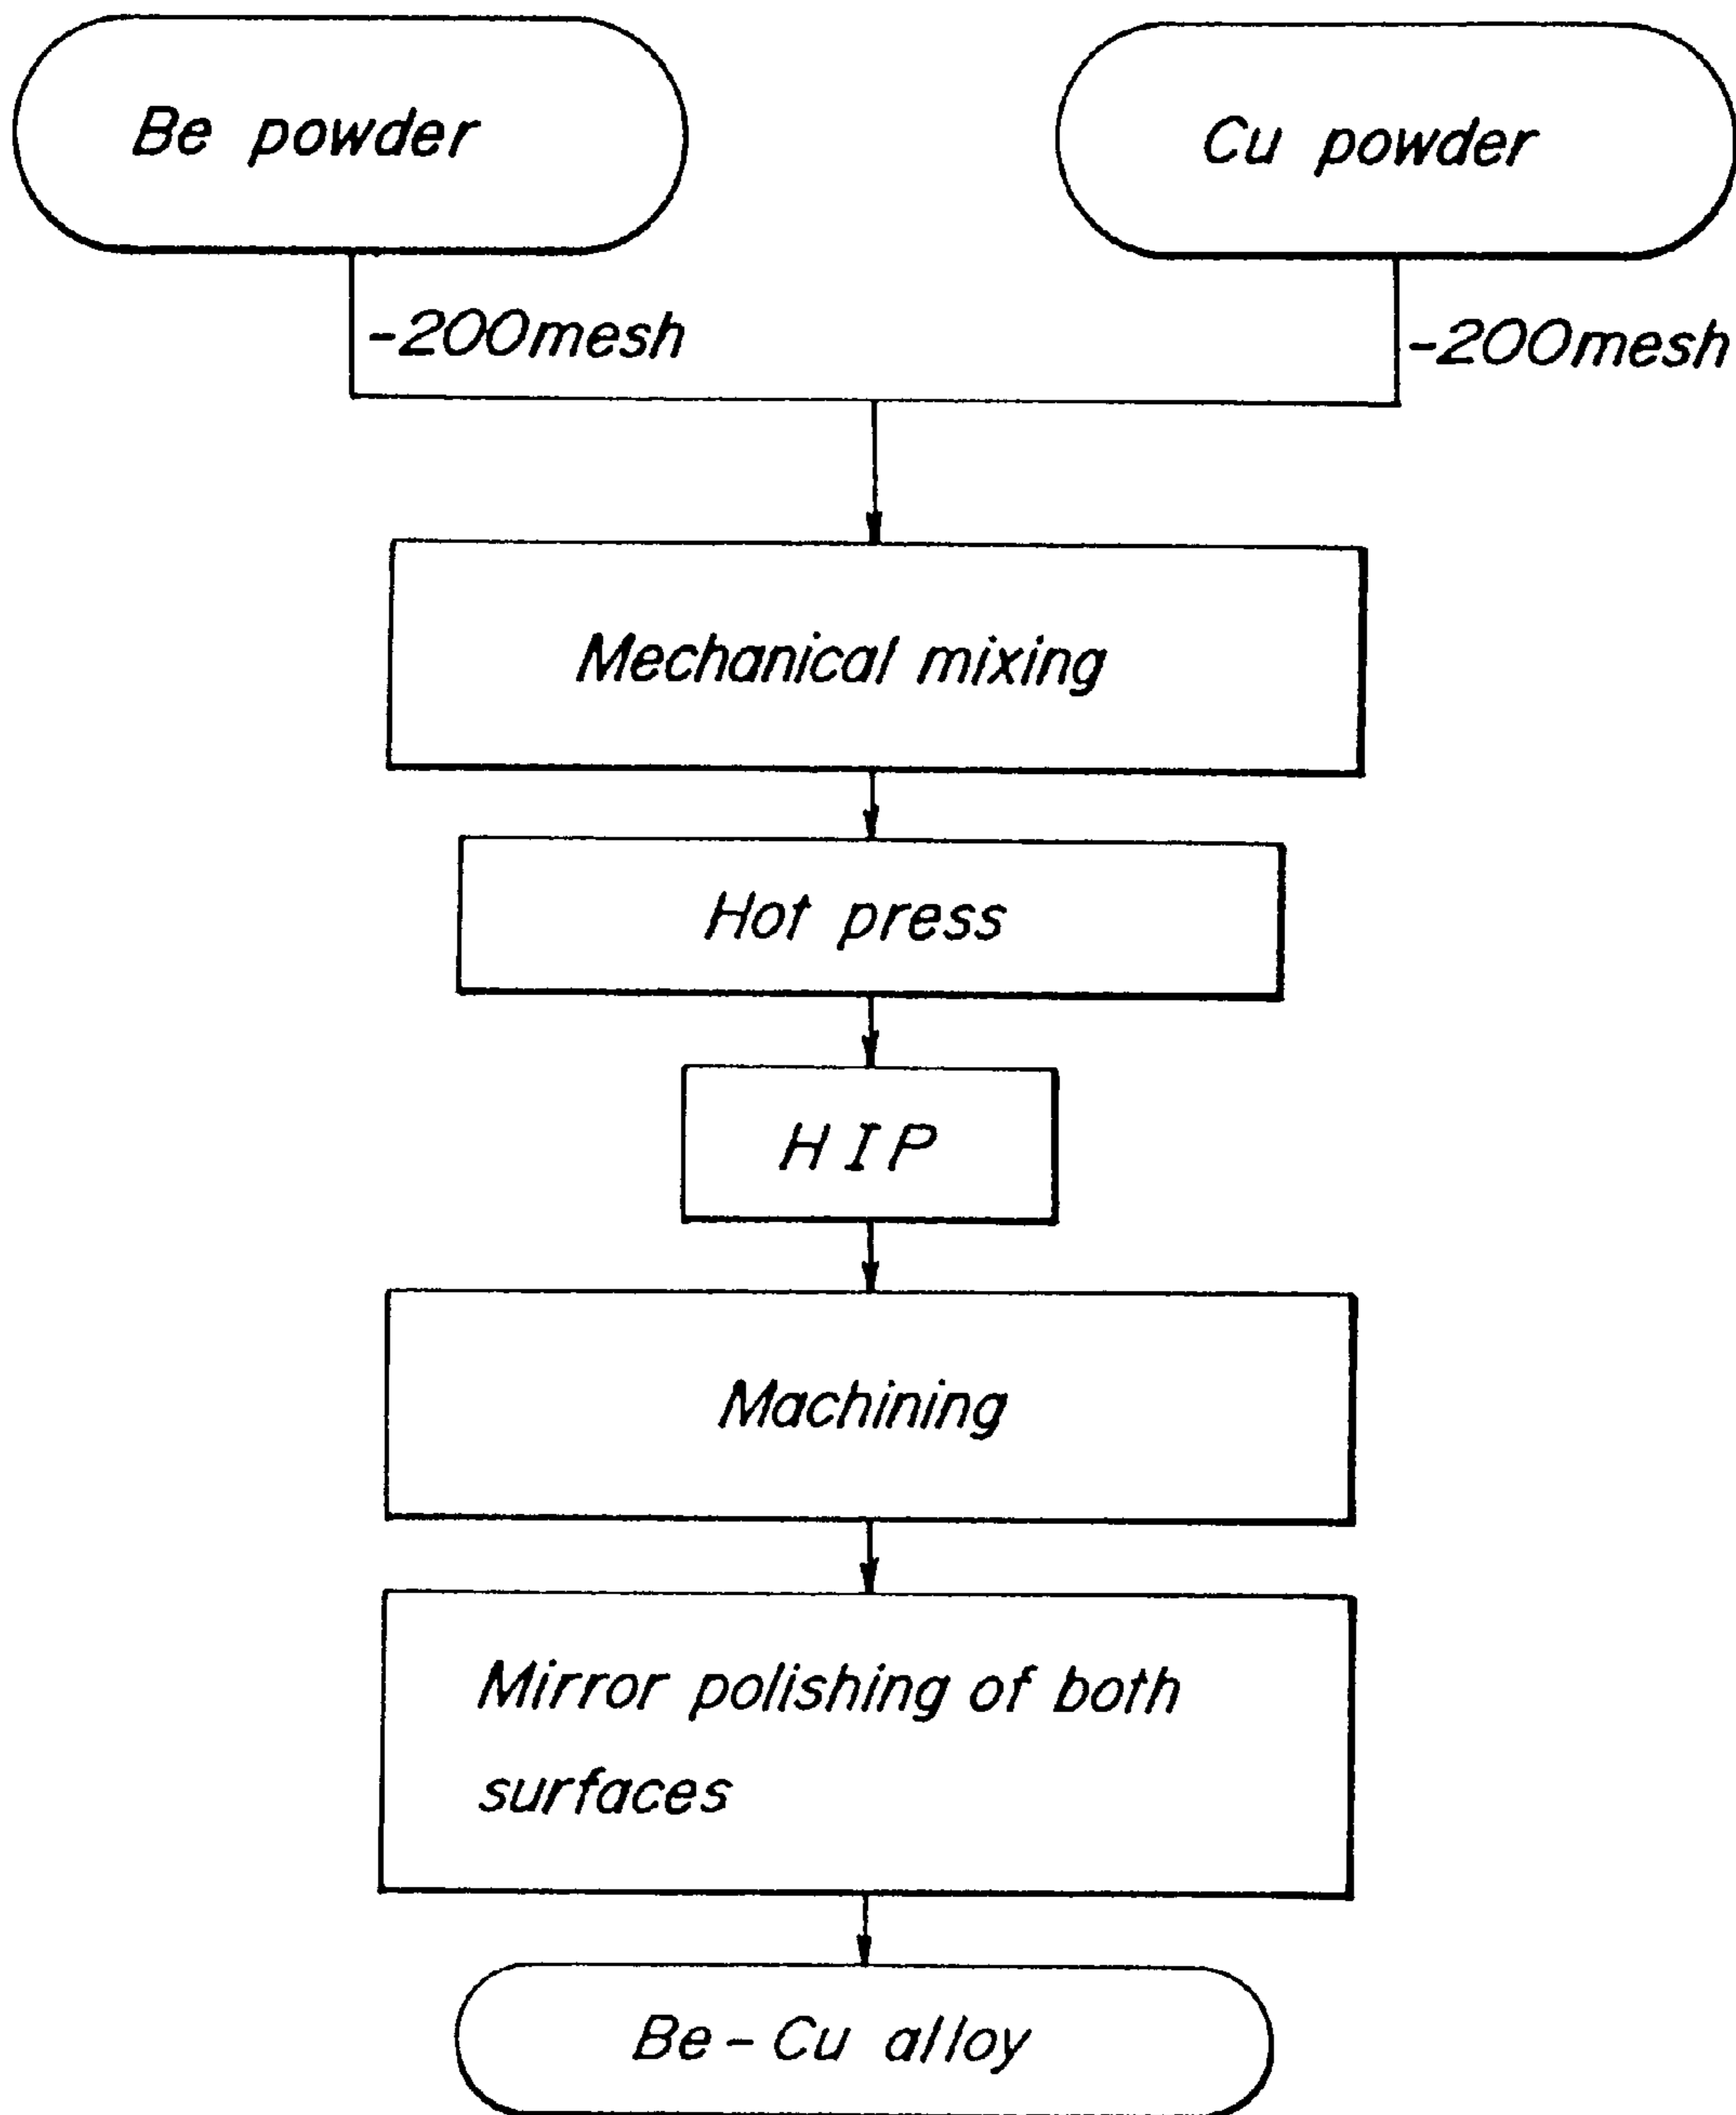 Be powder
Cu powder
-200mesh
-200mesh
Mechanical mixing
Hot press
HIP
Machining
Mirror polishing of both
surfaces
Be-Cu alloy